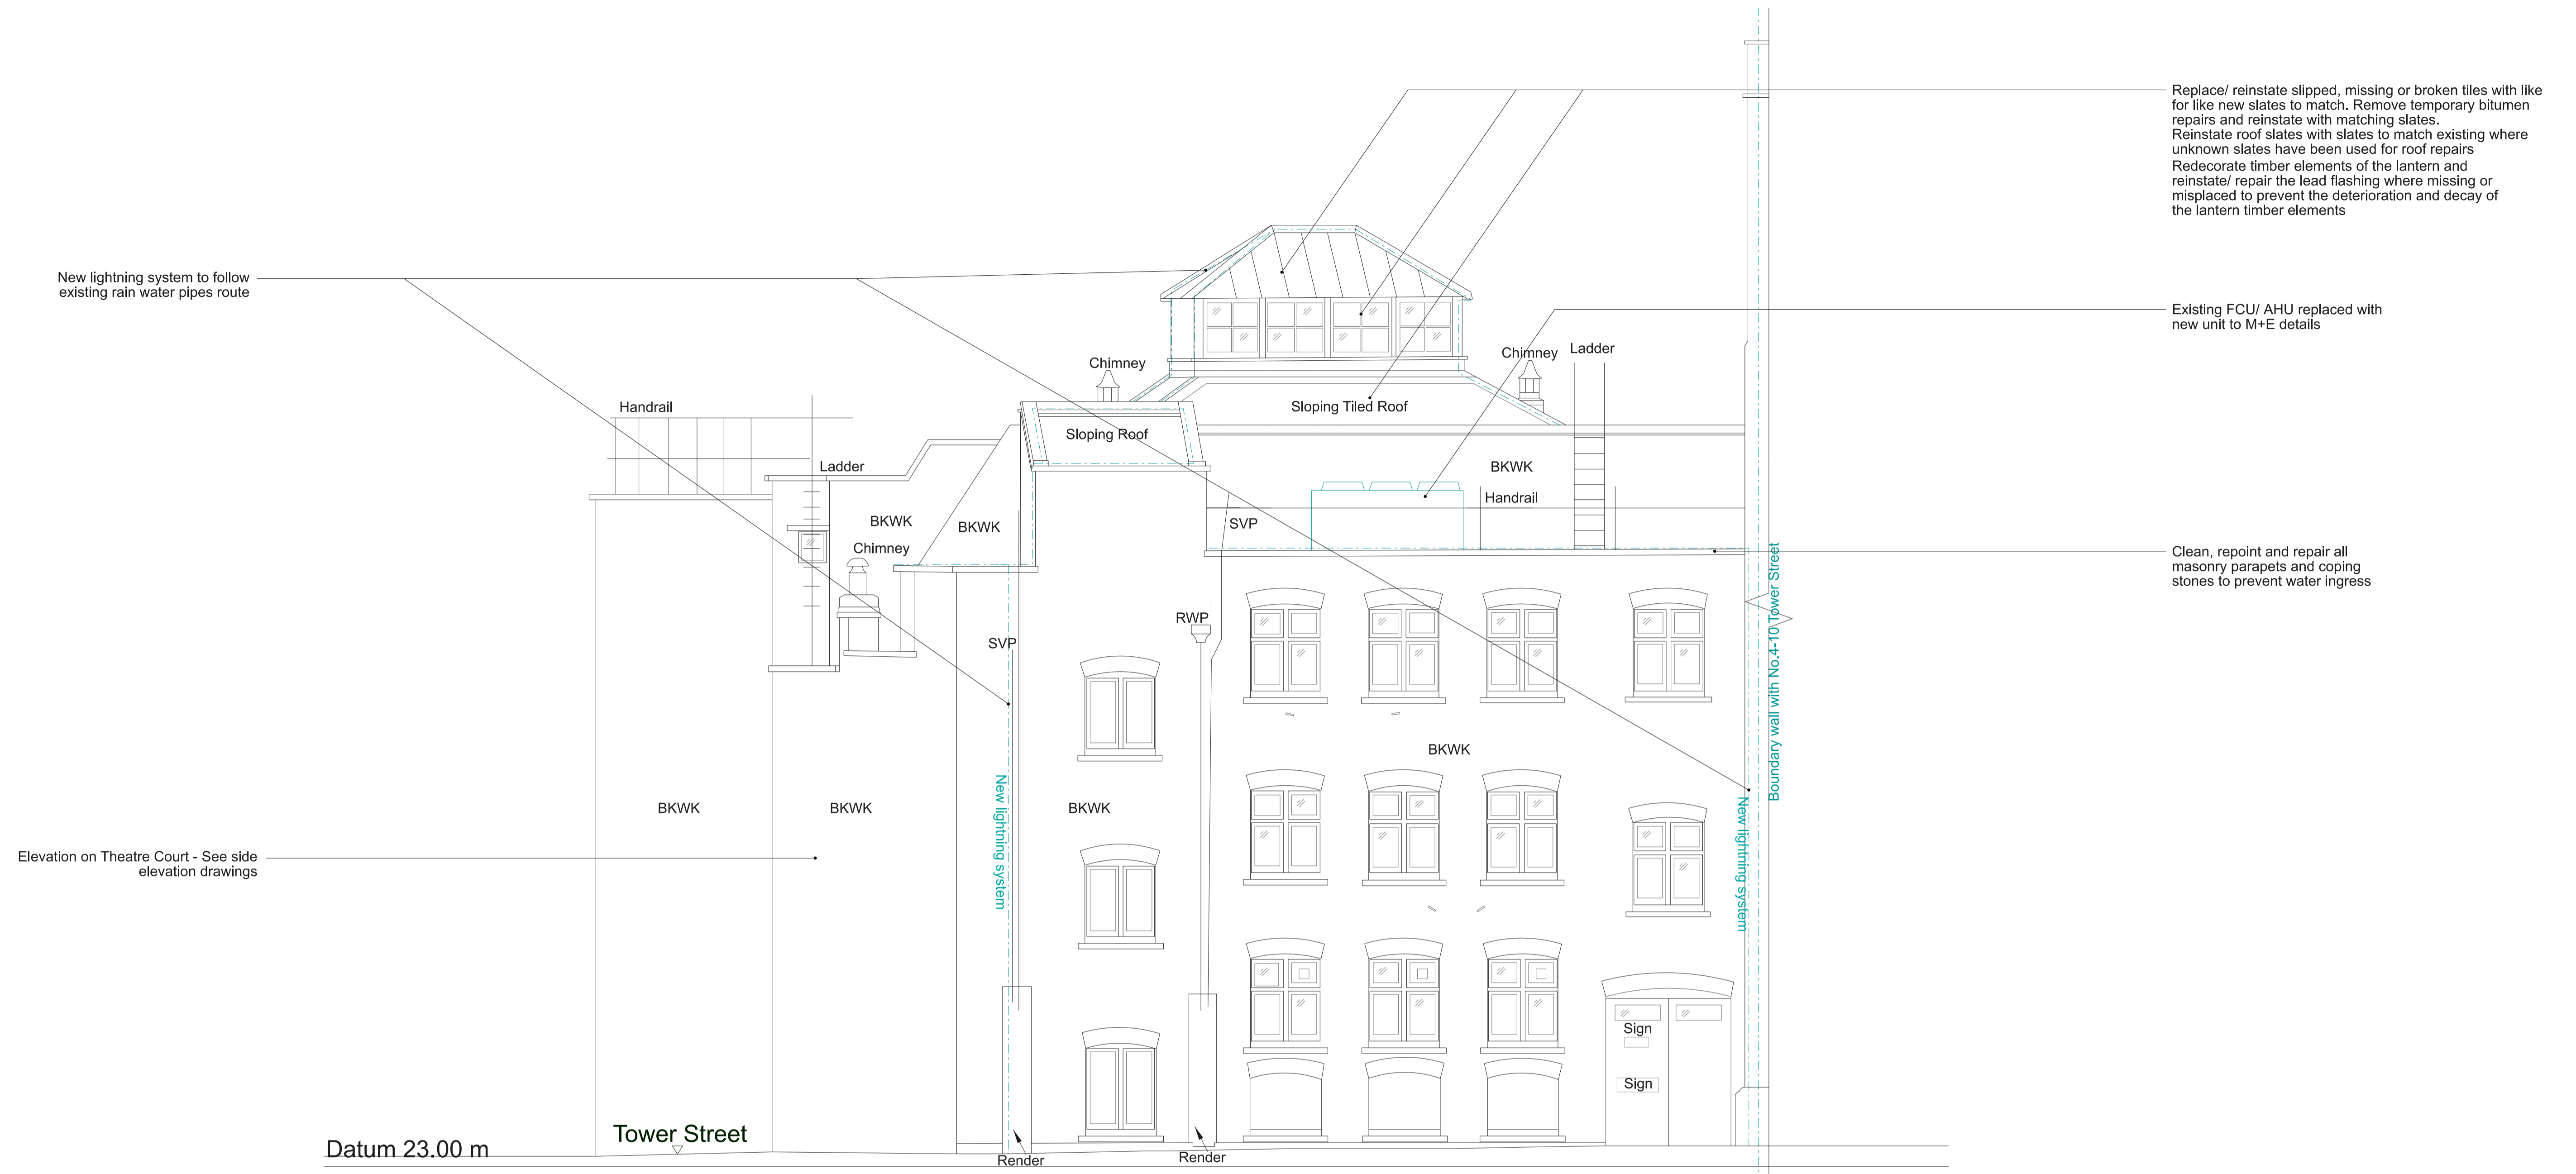 Replace/ reinstate slipped, missing or broken tiles with like
for like new slates to match. Remove temporary bitumen
repairs and reinstate with matching slates.
Reinstate roof slates with slates to match existing where
unknown slates have been used for roof repairs
Redecorate timber elements of the lantern and
reinstate/ repair the lead flashing where missing or
misplaced to prevent the deterioration and decay of
the lantern timber elements
New lightning system to follow
existing rain water pipes route
Existing FCU/ AHU replaced with
new unit to M+E details
Chimney
Chimney
Ladder
Handrail
Sloping Tiled Roof
Sloping Roof
Ladder
BKWK
Handrail
BKWK
BKWK
SVP
Chimney
Clean, repoint and repair all
masonry parapets and coping
stones to prevent water ingress
Boundary wall with No.4-10 Tower Street
RWP
SVP
BKWK
New lightning system
New lightning system
BKWK
BKWK
BKWK
Elevation on Theatre Court - See side
elevation drawings
Sign
Sign
Tower Street
Datum 23.00 m
Render
Render